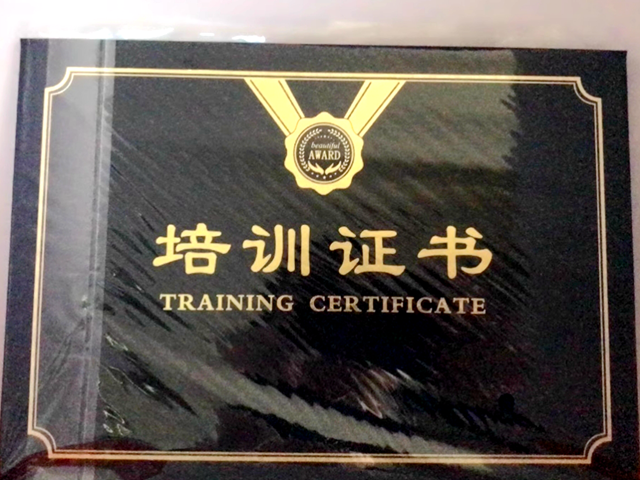 beautiful
AWARD
培训证书
TRAINING CERTIFICATE